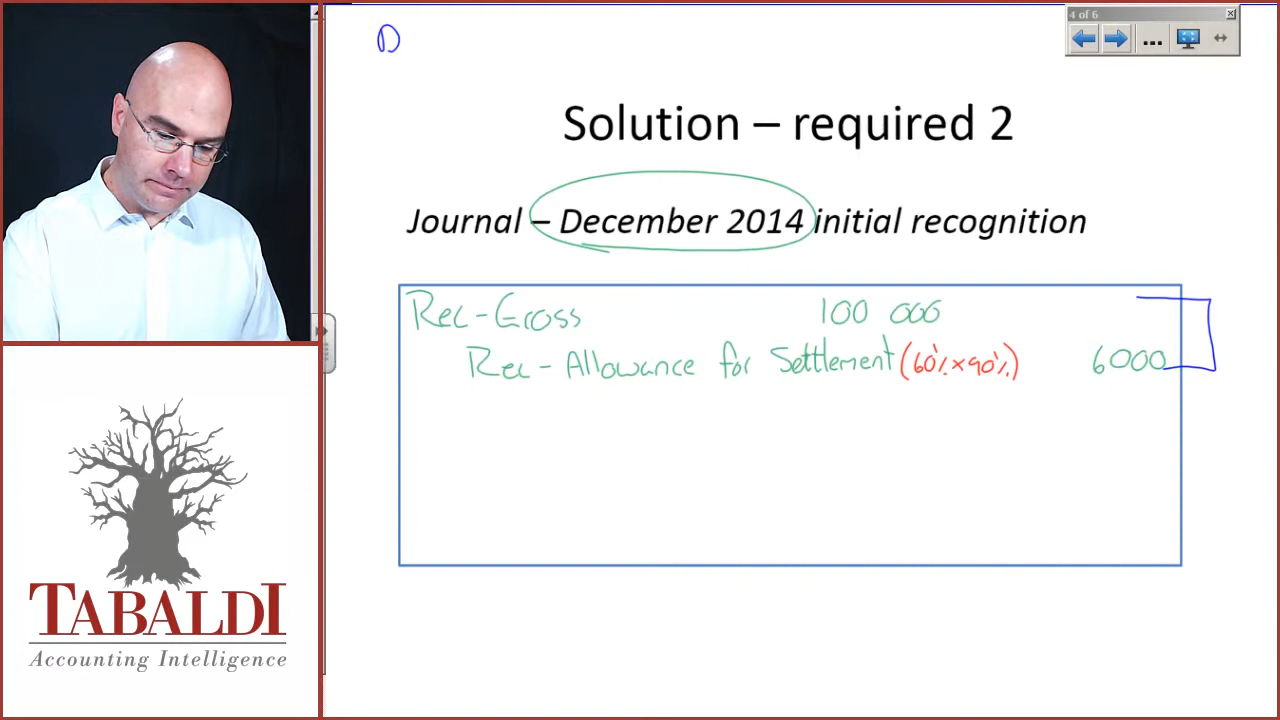 4 of 6
D
Solution – required 2
Journal – December 2014 initial recognition
Rec-Gross 100 000
Rec - Allowance for Settlement (60%×90%) 6000
TABALDI
Accounting Intelligence